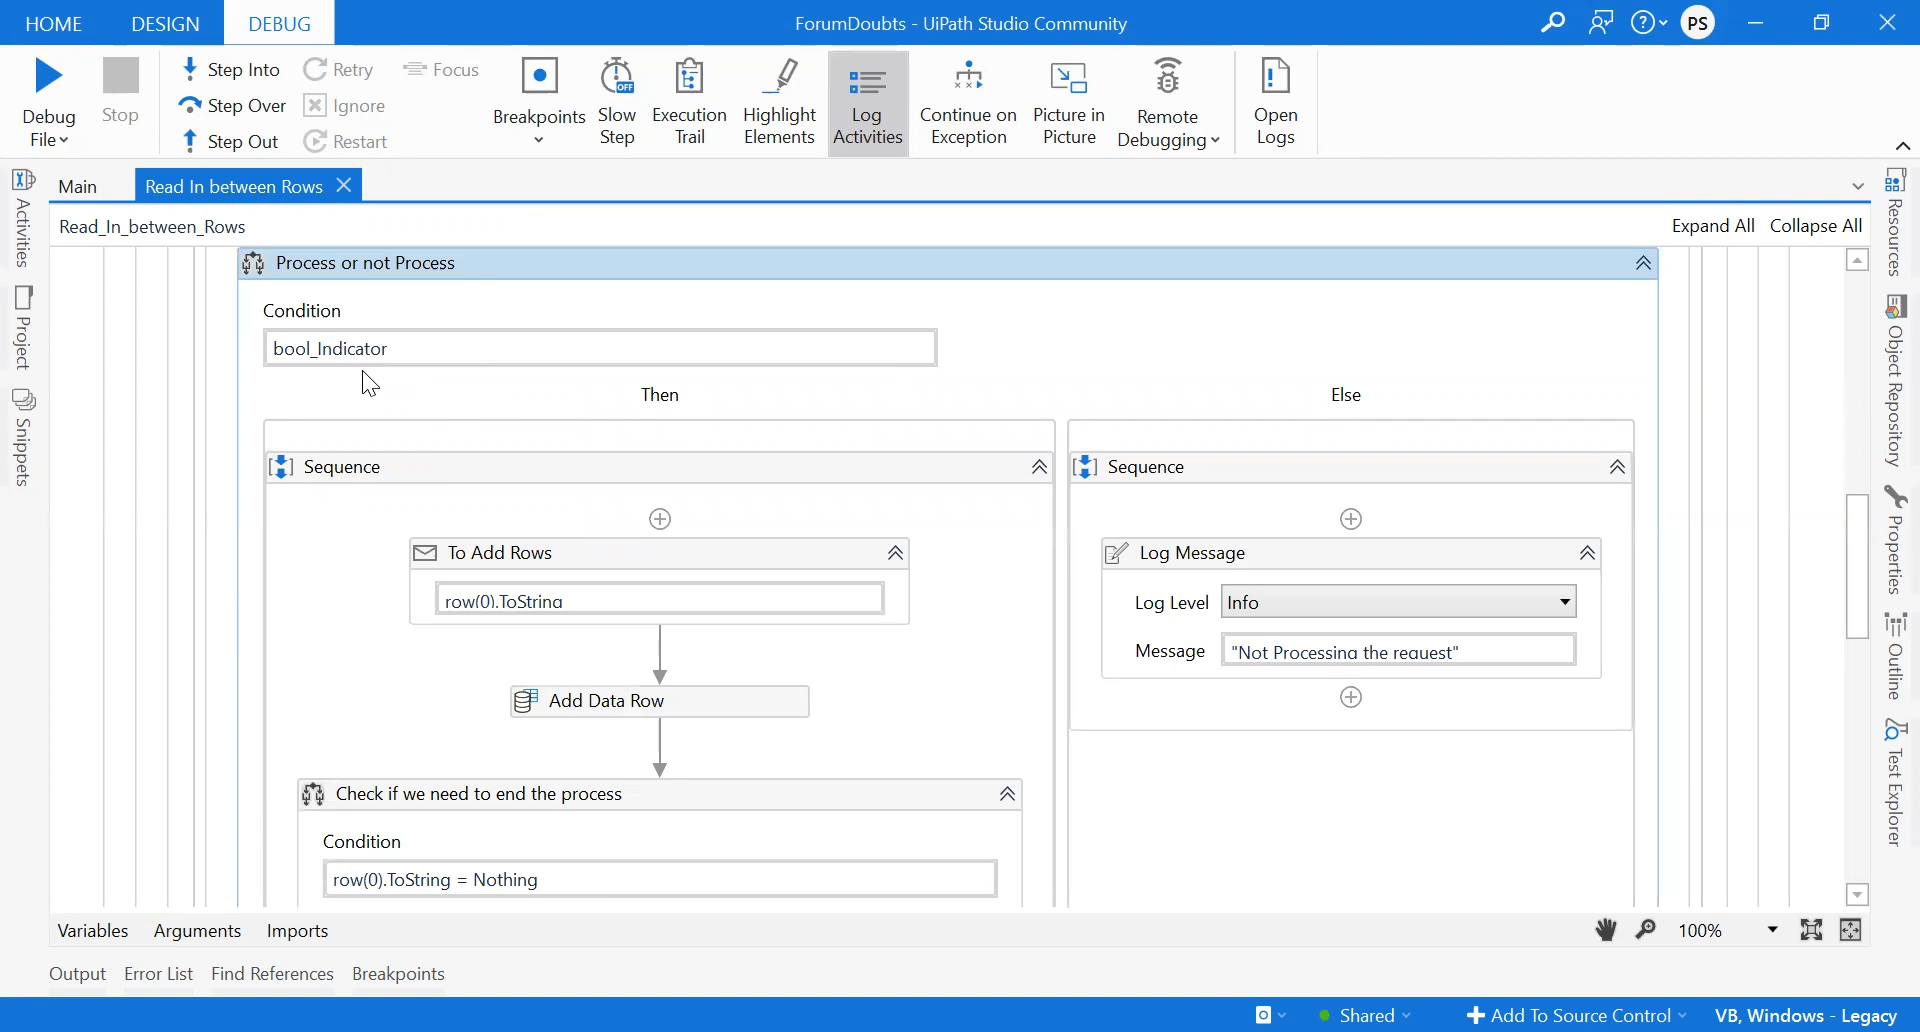 HOME DESIGN DEBUG ForumDoubts - UiPath Studio Community PS
Debug File Stop Step Into Retry Focus
Step Over Ignore
Step Out Restart
Breakpoints Slow Step OFF Execution Trail Highlight Elements Log Activities Continue on Exception Picture in Picture Remote Debugging Open Logs
Main Read In between Rows
Read_In_between_Rows Expand All Collapse All
Activities
Project
Snippets
Process or not Process
Condition
bool_Indicator
Then Else
Sequence Sequence
To Add Rows Log Message
row(0).ToString Log Level Info
Message "Not Processing the request"
Add Data Row
Check if we need to end the process
Condition
row(0).ToString = Nothing
Resources
Object Repository
Properties
Outline
Test Explorer
Variables Arguments Imports 100%
Output Error List Find References Breakpoints
Shared Add To Source Control VB, Windows - Legacy